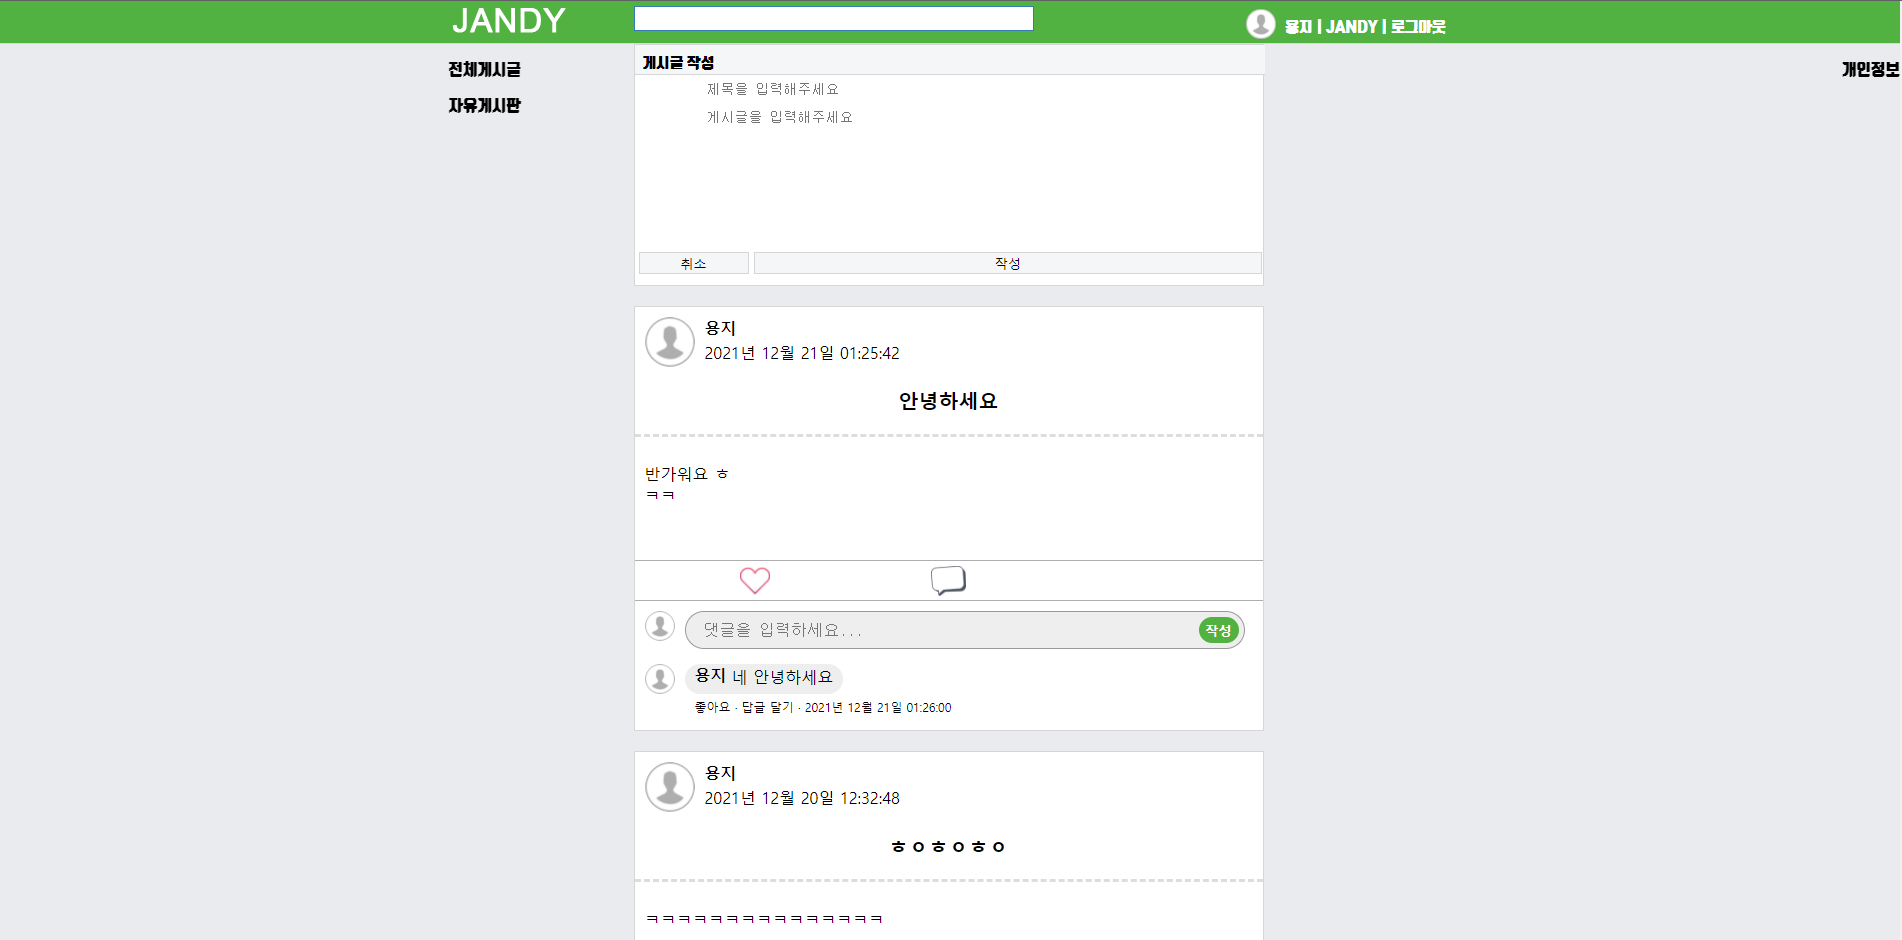 JANDY
용지 | JANDY | 로그아웃
전체게시글
자유게시판
개인정보
게시글 작성
제목을 입력해주세요
게시글을 입력해주세요
취소
작성
용지
2021년 12월 21일 01:25:42
안녕하세요
반가워요 ㅎ
ㅋㅋ
댓글을 입력하세요...
작성
용지 네 안녕하세요
좋아요 · 답글 달기 · 2021년 12월 21일 01:26:00
용지
2021년 12월 20일 12:32:48
ㅎㅇㅎㅇㅎㅇ
ㅋㅋㅋㅋㅋㅋㅋㅋㅋㅋㅋㅋㅋㅋㅋ